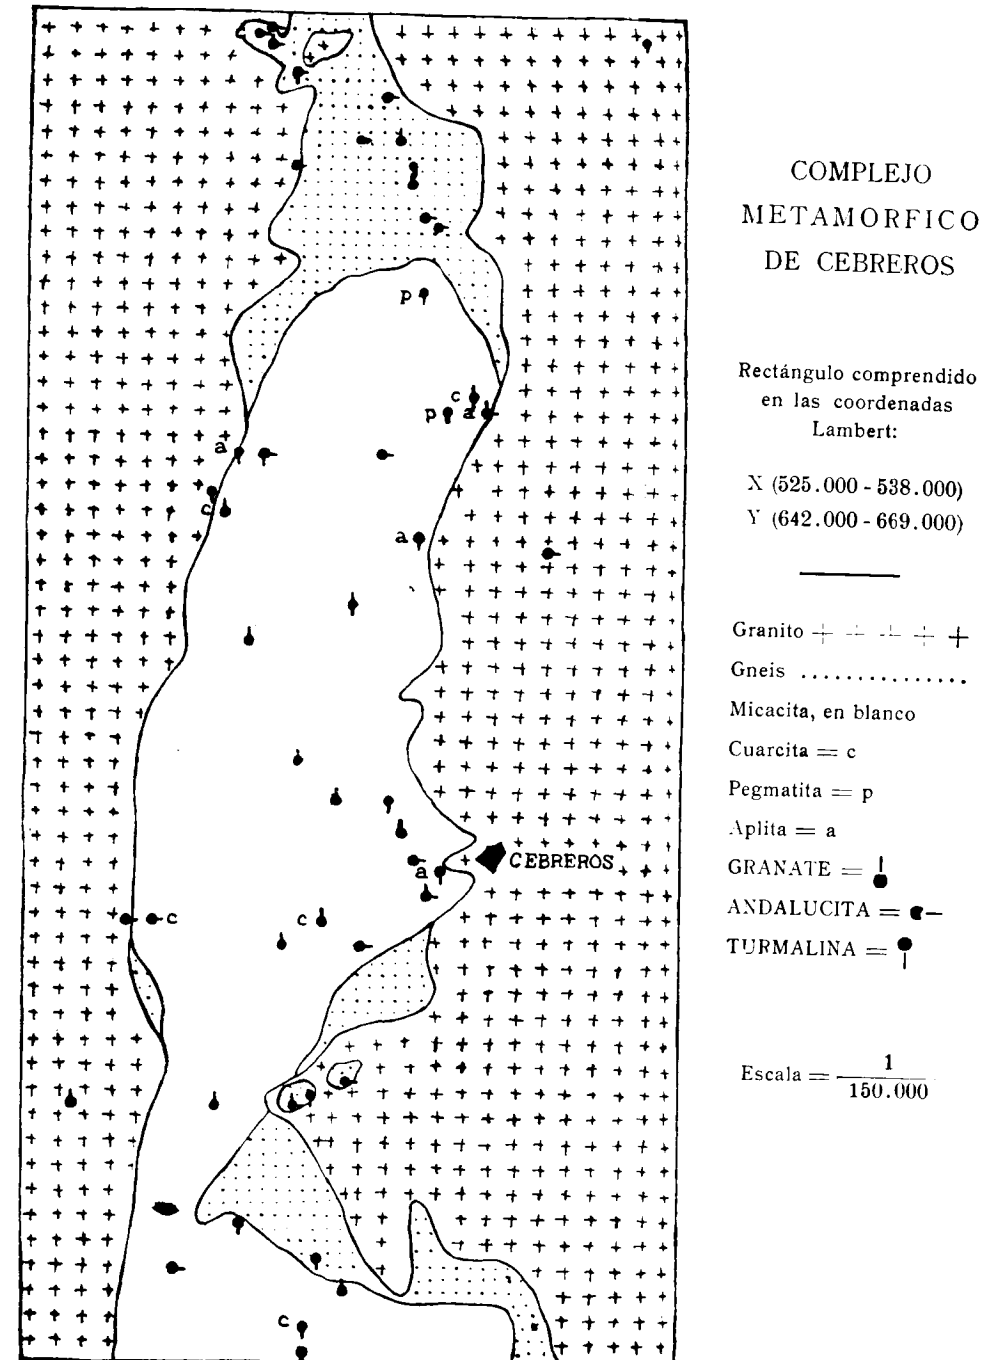 COMPLEJO
METAMORFICO
DE CEBREROS
Rectángulo comprendido
en las coordenadas
Lambert:
X (525.000 - 538.000)
Y (642.000 - 669.000)
Granito
Gneis ...............
Micacita, en blanco
Cuarcita = c
Pegmatita = p
Aplita = a
GRANATE =
ANDALUCITA =
TURMALINA =
Escala = 1
150.000
p
c
p a
a
c
a
CEBREROS
a
c
c
c